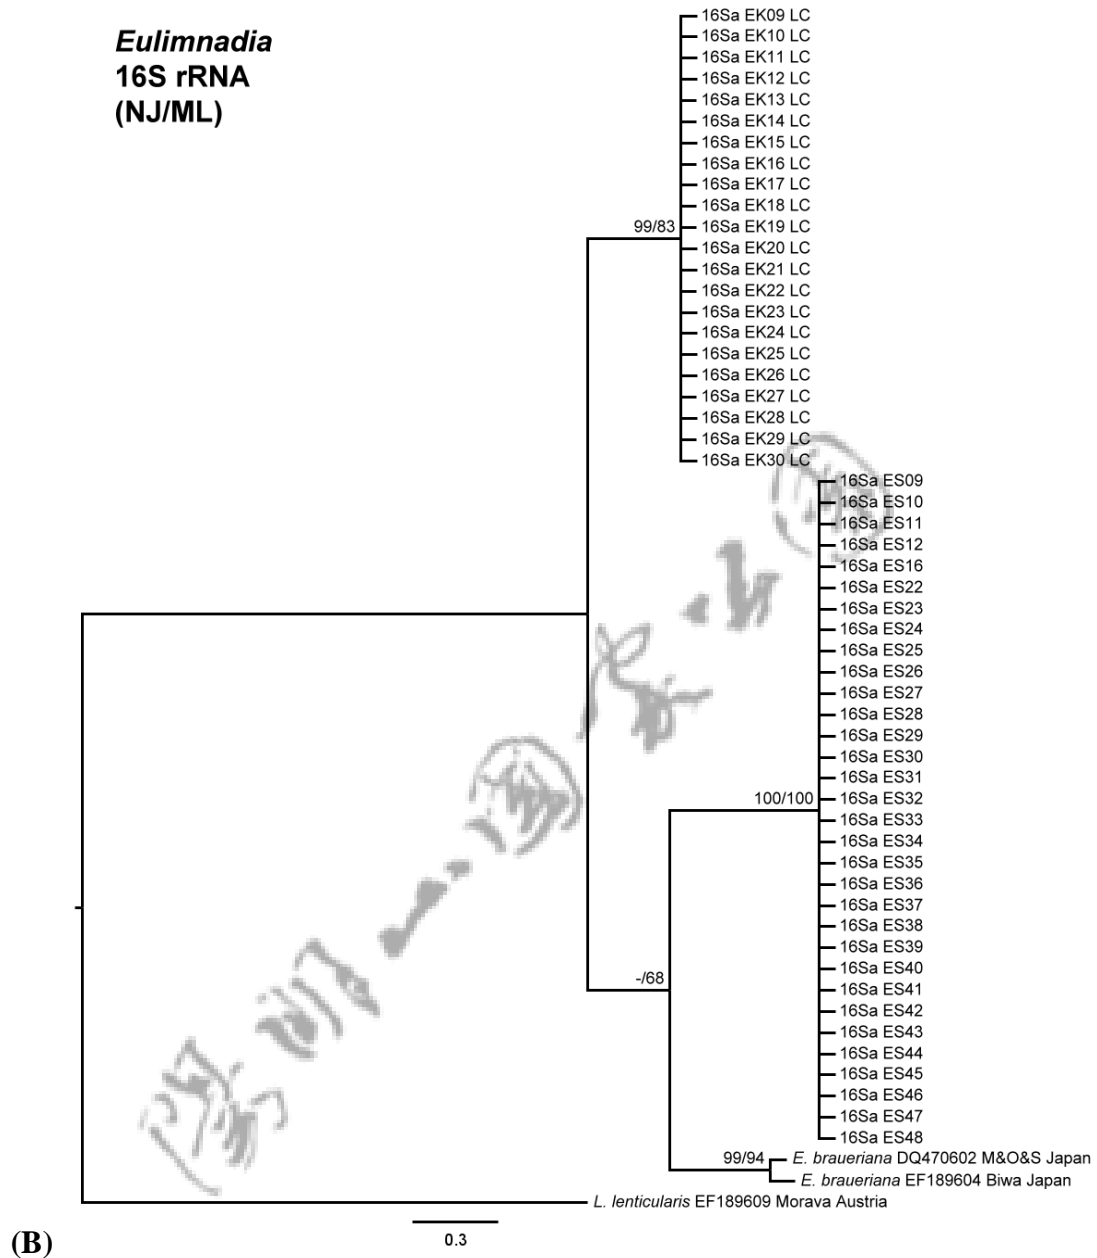 Eulimnadia
16S rRNA
(NJ/ML)
16Sa EK09 LC
16Sa EK10 LC
16Sa EK11 LC
16Sa EK12 LC
16Sa EK13 LC
16Sa EK14 LC
16Sa EK15 LC
16Sa EK16 LC
16Sa EK17 LC
16Sa EK18 LC
99/83
16Sa EK19 LC
16Sa EK20 LC
16Sa EK21 LC
16Sa EK22 LC
16Sa EK23 LC
16Sa EK24 LC
16Sa EK25 LC
16Sa EK26 LC
16Sa EK27 LC
16Sa EK28 LC
16Sa EK29 LC
16Sa EK30 LC
16Sa ES09
16Sa ES10
16Sa ES11
16Sa ES12
16Sa ES16
16Sa ES22
16Sa ES23
16Sa ES24
16Sa ES25
16Sa ES26
16Sa ES27
16Sa ES28
16Sa ES29
16Sa ES30
16Sa ES31
100/100
16Sa ES32
16Sa ES33
16Sa ES34
16Sa ES35
16Sa ES36
16Sa ES37
16Sa ES38
16Sa ES39
-/68
16Sa ES40
16Sa ES41
16Sa ES42
16Sa ES43
16Sa ES44
16Sa ES45
16Sa ES46
16Sa ES47
16Sa ES48
99/94
E. braueriana DQ470602 M&O&S Japan
E. braueriana EF189604 Biwa Japan
L. lenticularis EF189609 Morava Austria
0.3
(B)